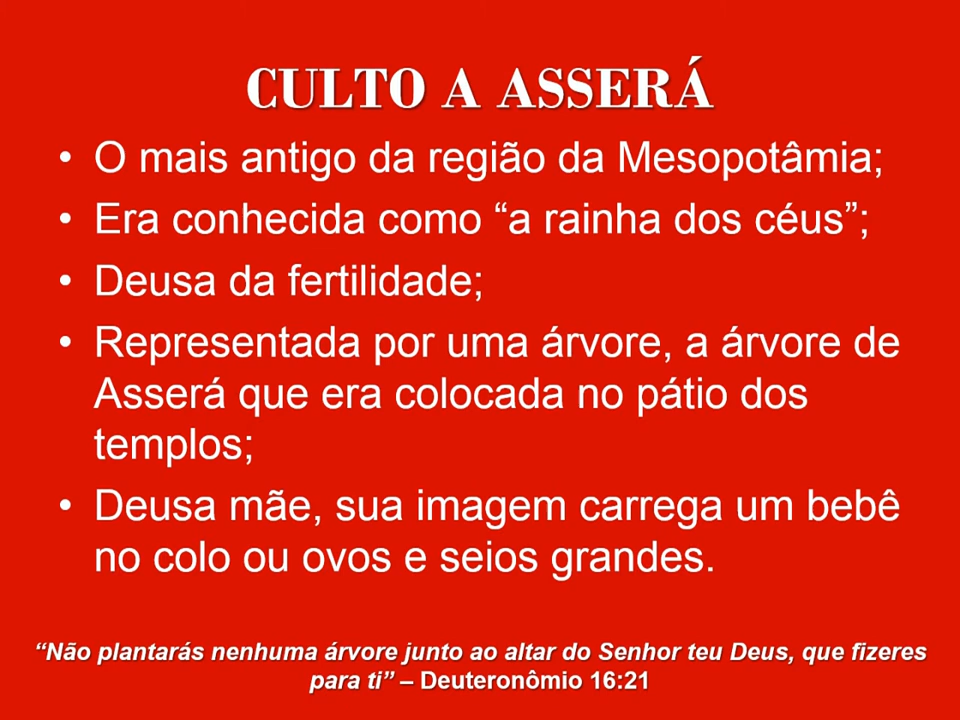 CULTO A ASSERÁ
• O mais antigo da região da Mesopotâmia;
• Era conhecida como “a rainha dos céus”;
• Deusa da fertilidade;
• Representada por uma árvore, a árvore de
Asserá que era colocada no pátio dos
templos;
• Deusa mãe, sua imagem carrega um bebê
no colo ou ovos e seios grandes.
“Não plantarás nenhuma árvore junto ao altar do Senhor teu Deus, que fizeres
para ti” – Deuteronômio 16:21